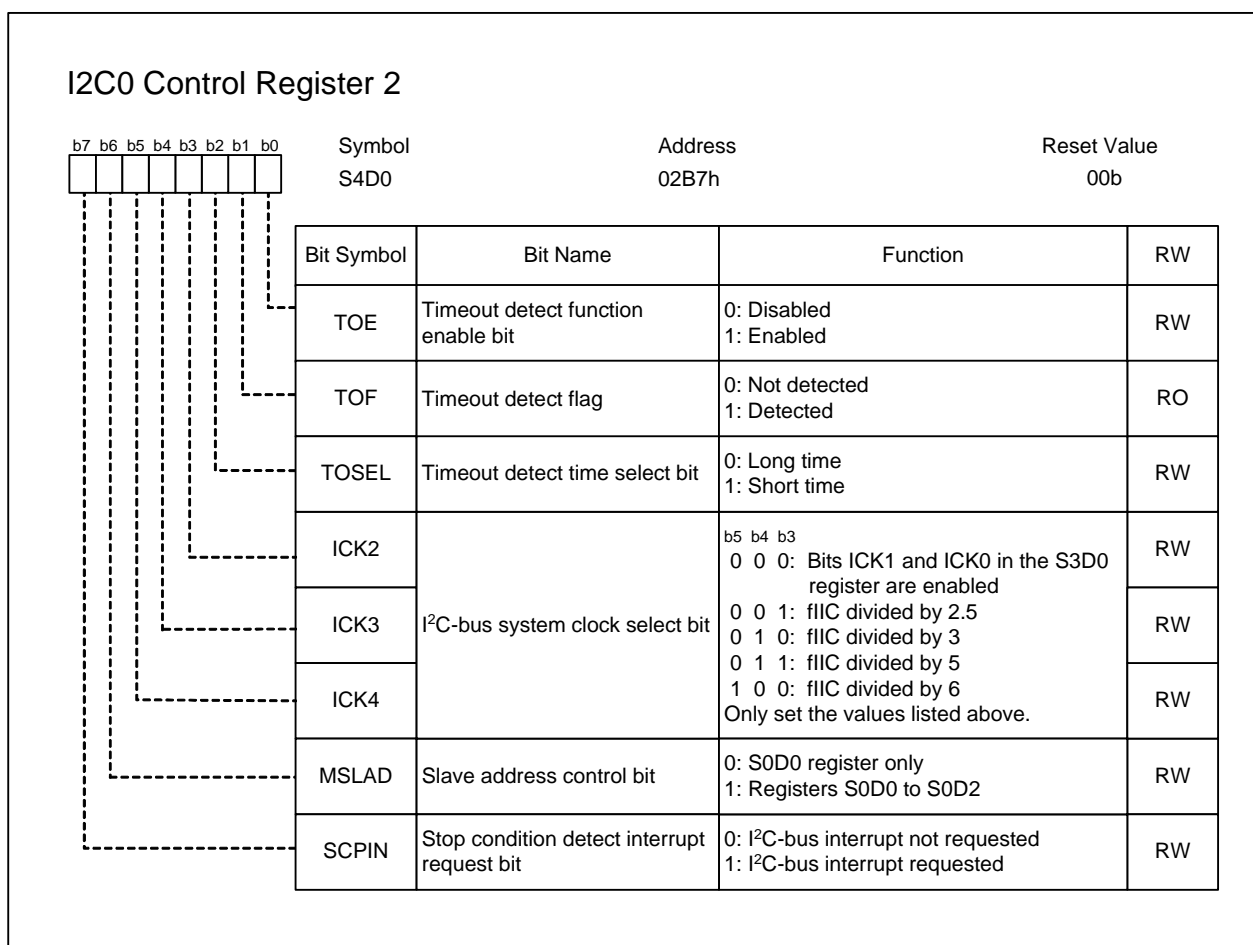 I2C0 Control Register 2
b7 b6 b5 b4 b3 b2 b1 b0
Symbol Address Reset Value
S4D0 02B7h 00b
Bit Symbol Bit Name Function RW
TOE Timeout detect function enable bit 0: Disabled
1: Enabled RW
TOF Timeout detect flag 0: Not detected
1: Detected RO
TOSEL Timeout detect time select bit 0: Long time
1: Short time RW
ICK2 RW
ICK3 I²C-bus system clock select bit RW
ICK4 RW
b5 b4 b3
0 0 0: Bits ICK1 and ICK0 in the S3D0
register are enabled
0 0 1: fIIC divided by 2.5
0 1 0: fIIC divided by 3
0 1 1: fIIC divided by 5
1 0 0: fIIC divided by 6
Only set the values listed above.
MSLAD Slave address control bit 0: S0D0 register only
1: Registers S0D0 to S0D2 RW
SCPIN Stop condition detect interrupt request bit 0: I²C-bus interrupt not requested
1: I²C-bus interrupt requested RW